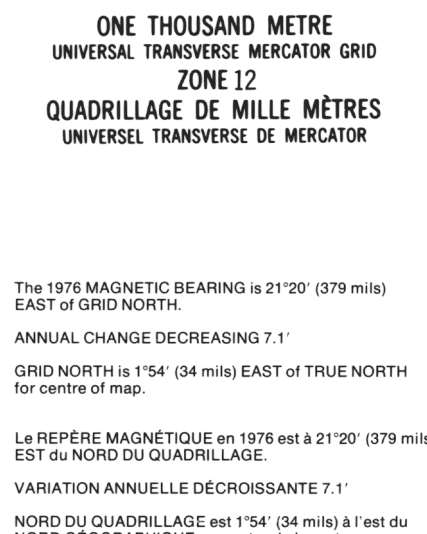 ONE THOUSAND METRE
UNIVERSAL TRANSVERSE MERCATOR GRID
ZONE 12
QUADRILLAGE DE MILLE MÈTRES
UNIVERSEL TRANSVERSE DE MERCATOR
The 1976 MAGNETIC BEARING is 21°20′ (379 mils)
EAST of GRID NORTH.
ANNUAL CHANGE DECREASING 7.1′
GRID NORTH is 1°54′ (34 mils) EAST of TRUE NORTH
for centre of map.
Le REPÈRE MAGNÉTIQUE en 1976 est à 21°20′ (379 mils
EST du NORD DU QUADRILLAGE.
VARIATION ANNUELLE DÉCROISSANTE 7.1′
NORD DU QUADRILLAGE est 1°54′ (34 mils) à l'est du